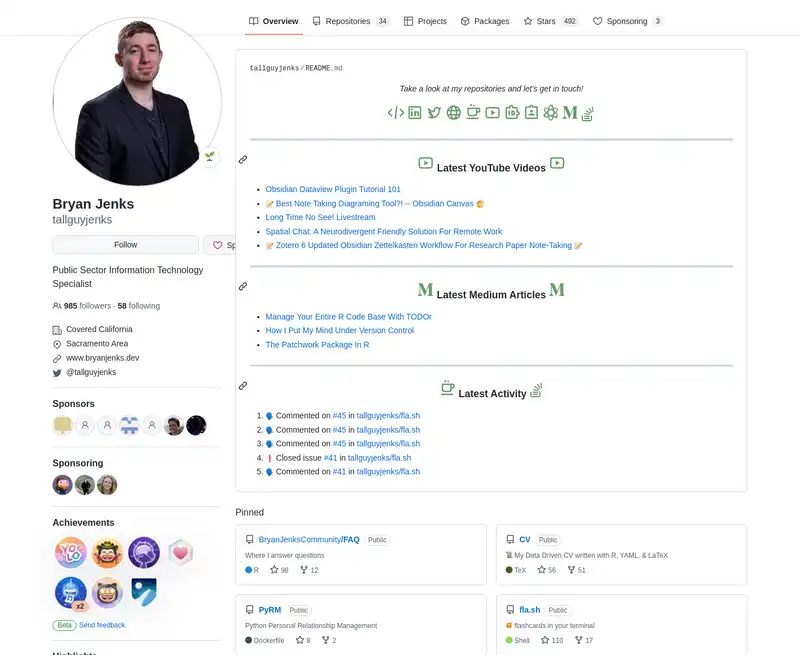 Overview Repositories 34 Projects Packages Stars 492 Sponsoring 3
Bryan Jenks
tallguyjenks
Follow
Public Sector Information Technology
Specialist
985 followers · 58 following
Covered California
Sacramento Area
www.bryanjenks.dev
@tallguyjenks
Sponsors
Sponsoring
Achievements
YOLO
x2
Beta Send feedback
tallguyjenks / README.md
Take a look at my repositories and let's get in touch!
Latest YouTube Videos
Obsidian Dataview Plugin Tutorial 101
📝 Best Note Taking Diagraming Tool?! -- Obsidian Canvas 🎨
Long Time No See! Livestream
Spatial Chat: A Neurodivergent Friendly Solution For Remote Work
📝 Zotero 6 Updated Obsidian Zettelkasten Workflow For Research Paper Note-Taking 📝
M Latest Medium Articles M
Manage Your Entire R Code Base With TODOr
How I Put My Mind Under Version Control
The Patchwork Package In R
Latest Activity
1. 🗣 Commented on #45 in tallguyjenks/fla.sh
2. 🗣 Commented on #45 in tallguyjenks/fla.sh
3. 🗣 Commented on #45 in tallguyjenks/fla.sh
4. ❗ Closed issue #41 in tallguyjenks/fla.sh
5. 🗣 Commented on #41 in tallguyjenks/fla.sh
Pinned
BryanJenksCommunity/FAQ Public
Where I answer questions
R 98 12
CV Public
📜 My Data Driven CV written with R, YAML, & LaTeX
TeX 56 51
PyRM Public
Python Personal Relationship Management
Dockerfile 8 2
fla.sh Public
flashcards in your terminal
Shell 110 17